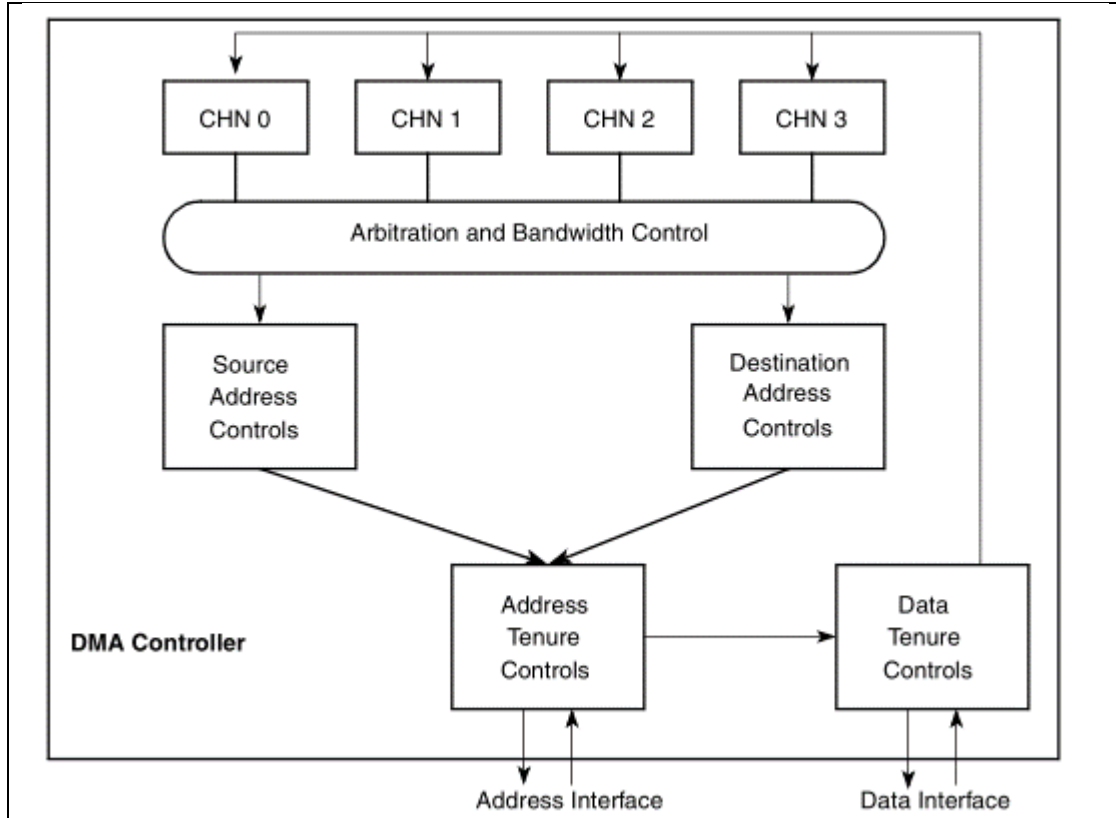 CHN 0
CHN 1
CHN 2
CHN 3
Arbitration and Bandwidth Control
Source
Address
Controls
Destination
Address
Controls
Address
Tenure
Controls
Data
Tenure
Controls
DMA Controller
Address Interface
Data Interface